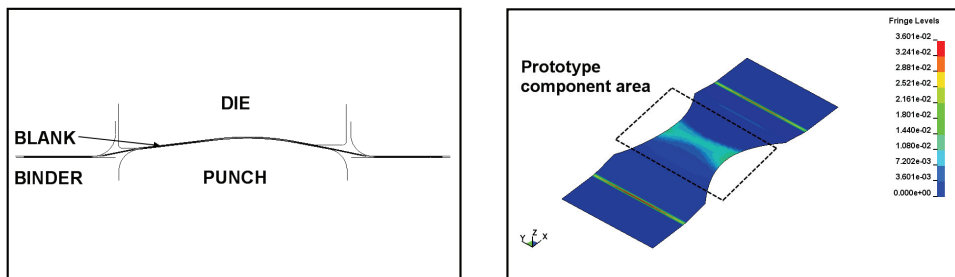 DIE
BLANK
BINDER
PUNCH
Prototype
component area
Fringe Levels
3.601e-02
3.241e-02
2.881e-02
2.521e-02
2.161e-02
1.801e-02
1.440e-02
1.080e-02
7.202e-03
3.601e-03
0.000e+00
Z
Y
X